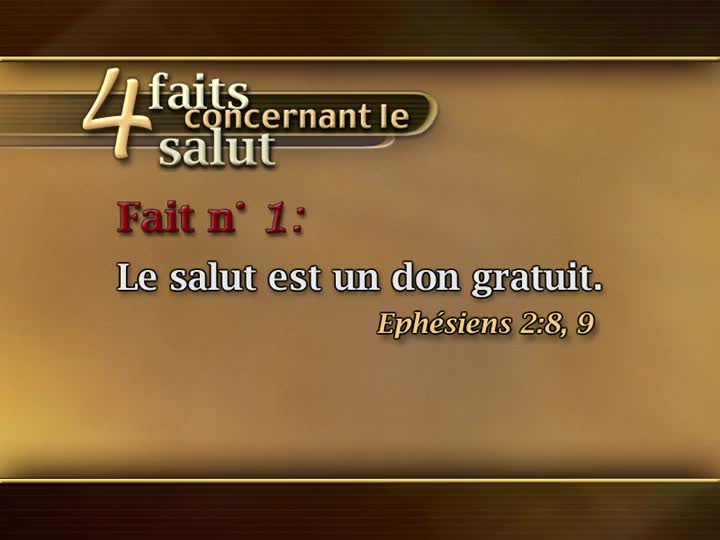 4 faits
concernant le
salut
Fait n° 1:
Le salut est un don gratuit.
Ephésiens 2:8, 9